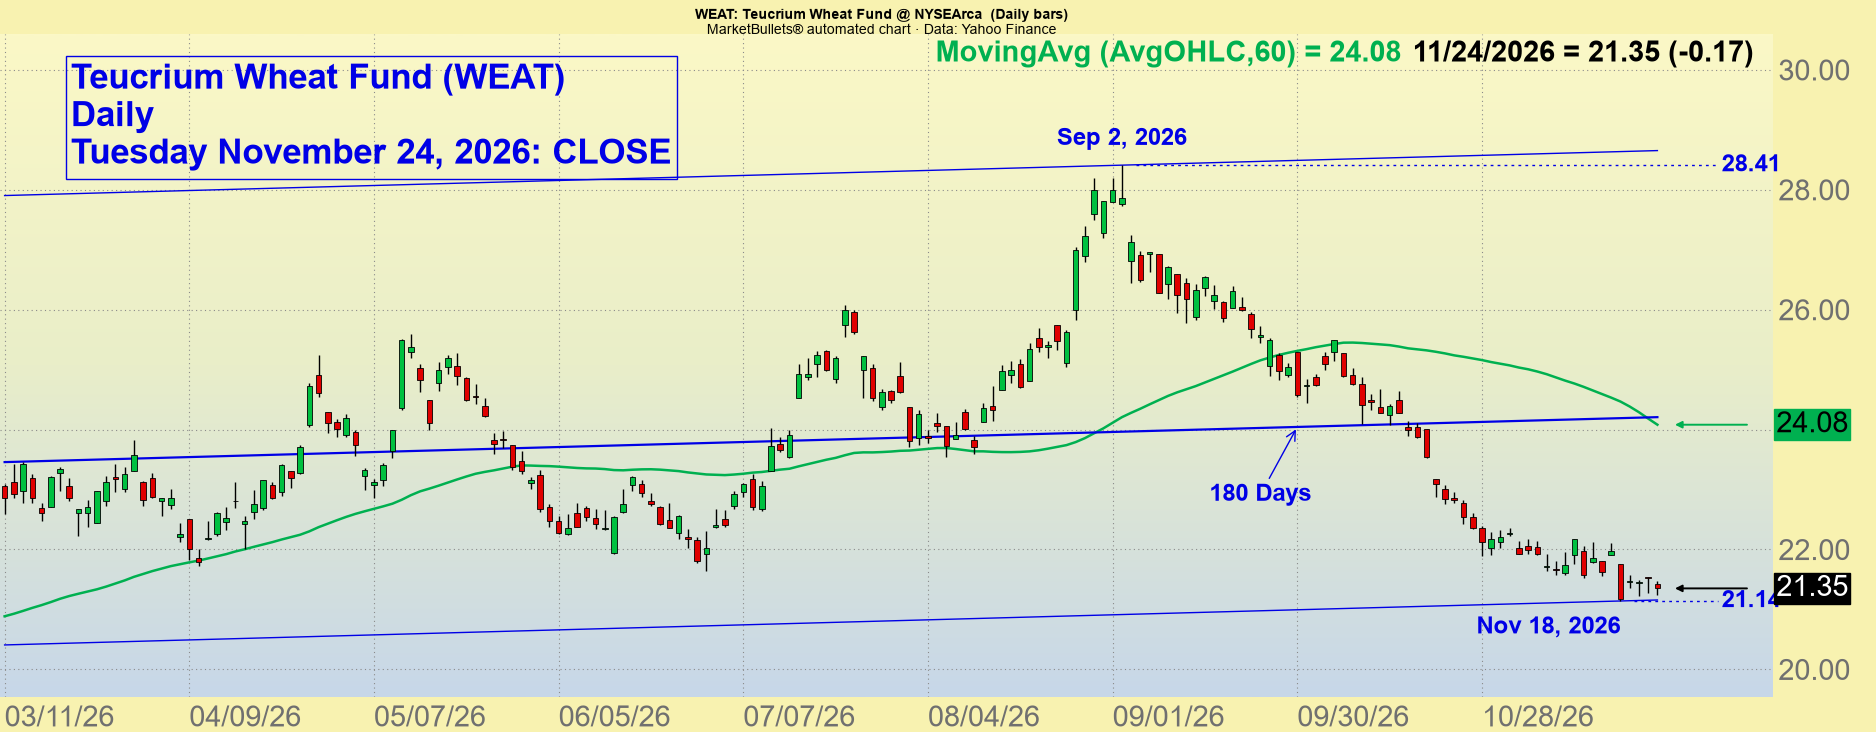 WEAT: Teucrium Wheat Fund @ NYSEArca  (Daily bars)
MarketBullets® automated chart · Data: Yahoo Finance
MovingAvg (AvgOHLC,60) = 24.08 11/24/2026 = 21.35 (-0.17)
Teucrium Wheat Fund (WEAT)
Daily
Tuesday November 24, 2026: CLOSE
30.00
Sep 2, 2026
28.41
28.00
26.00
24.08
180 Days
22.00
21.35
21.14
Nov 18, 2026
20.00
03/11/26 04/09/26 05/07/26 06/05/26 07/07/26 08/04/26 09/01/26 09/30/26 10/28/26